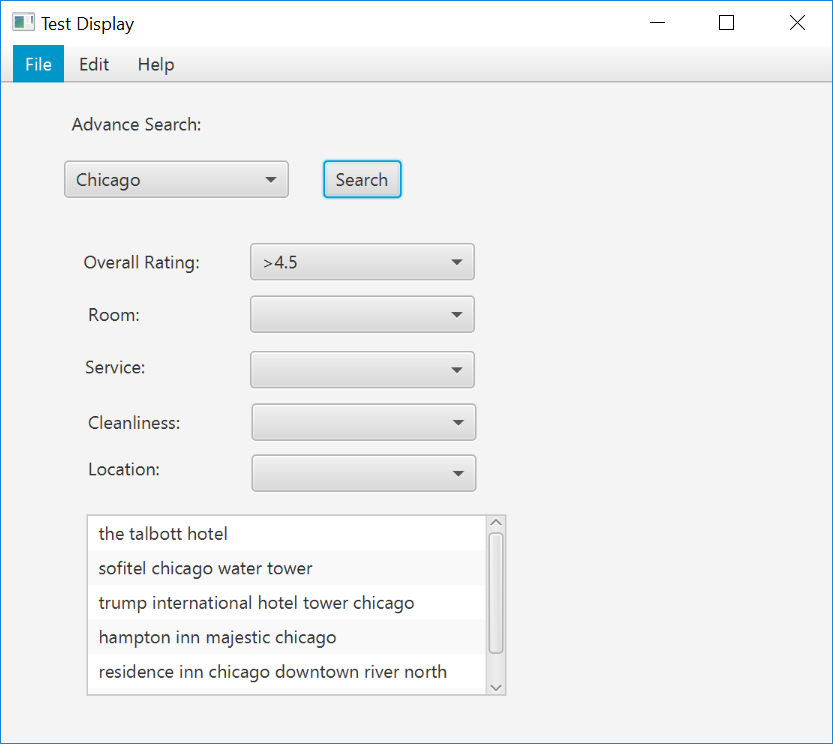 Test Display
File Edit Help
Advance Search:
Chicago Search
Overall Rating: >4.5
Room:
Service:
Cleanliness:
Location:
the talbott hotel
sofitel chicago water tower
trump international hotel tower chicago
hampton inn majestic chicago
residence inn chicago downtown river north